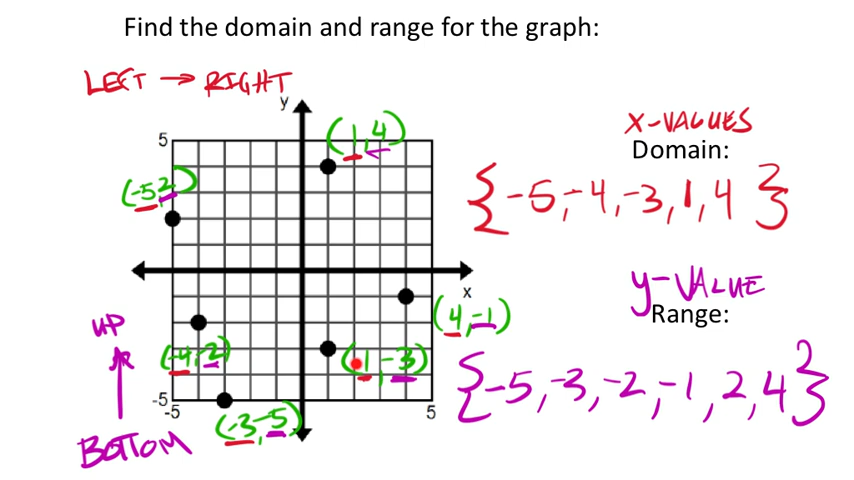 Find the domain and range for the graph:
LEFT → RIGHT
y
5
(1,4)
X-VALUES
Domain:
(-5,2)
{-5,-4,-3,1,4}
x
y-VALUE
Range:
(4,-1)
UP
(-4,-2)
(1,-3)
{-5,-3,-2,-1,2,4}
-5
-5
5
(-3,-5)
BOTTOM